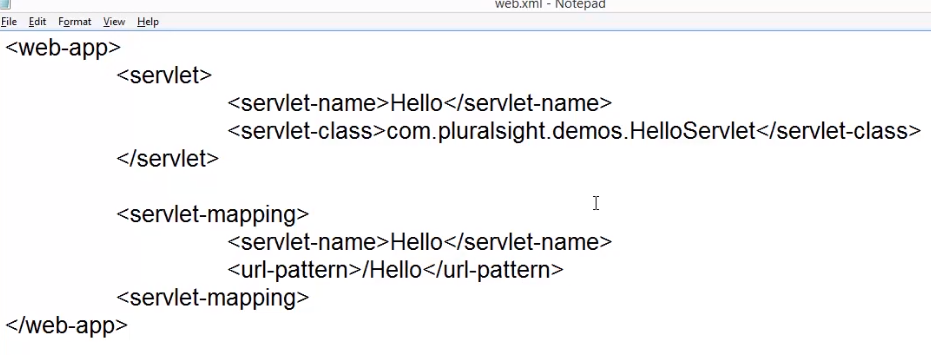 web.xml - Notepad
File Edit Format View Help
<web-app>
<servlet>
<servlet-name>Hello</servlet-name>
<servlet-class>com.pluralsight.demos.HelloServlet</servlet-class>
</servlet>
<servlet-mapping>
<servlet-name>Hello</servlet-name>
<url-pattern>/Hello</url-pattern>
<servlet-mapping>
</web-app>